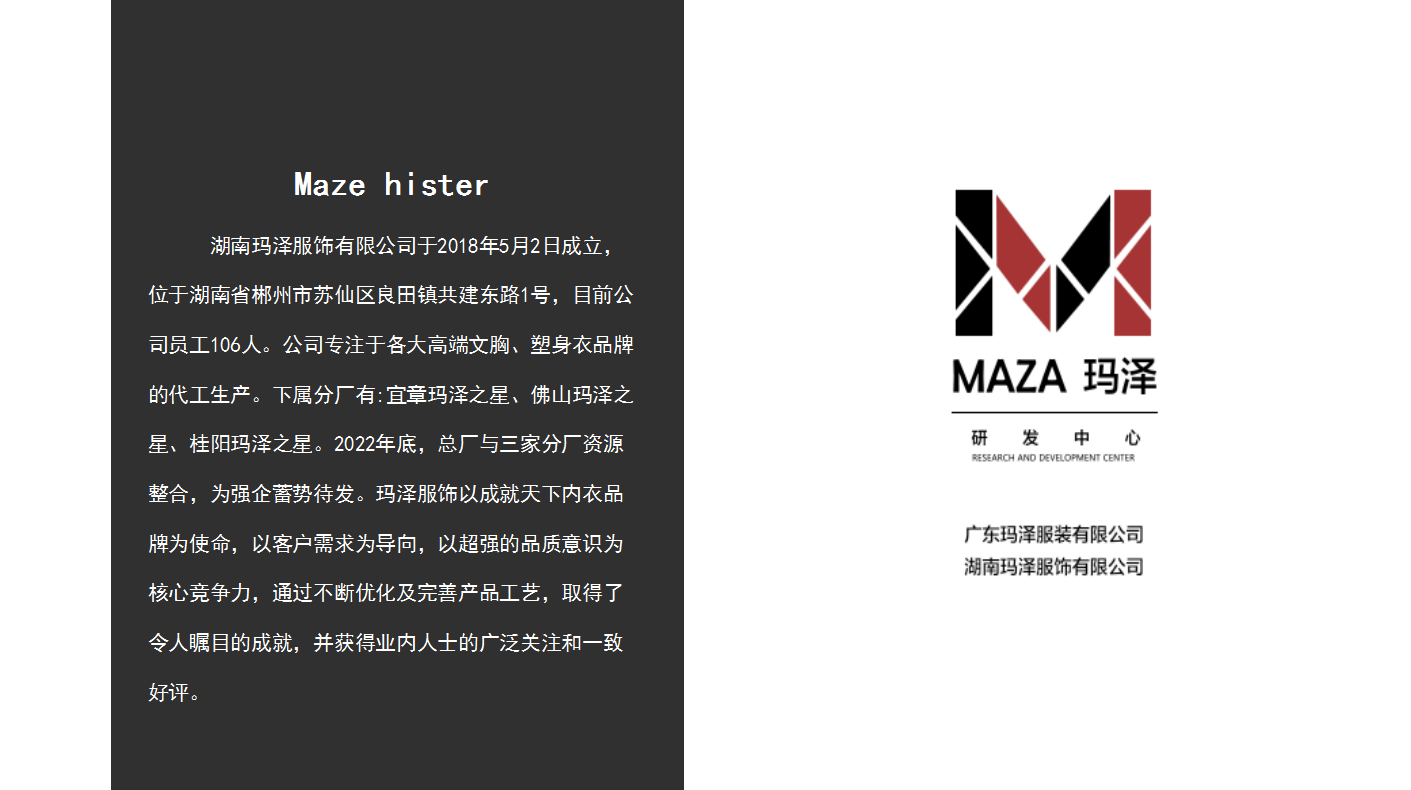 Maze hister
湖南玛泽服饰有限公司于2018年5月2日成立，
位于湖南省郴州市苏仙区良田镇共建东路1号，目前公
司员工106人。公司专注于各大高端文胸、塑身衣品牌
的代工生产。下属分厂有:宜章玛泽之星、佛山玛泽之
星、桂阳玛泽之星。2022年底，总厂与三家分厂资源
整合，为强企蓄势待发。玛泽服饰以成就天下内衣品
牌为使命，以客户需求为导向，以超强的品质意识为
核心竞争力，通过不断优化及完善产品工艺，取得了
令人瞩目的成就，并获得业内人士的广泛关注和一致
好评。
MAZA 玛泽
研 发 中 心
RESEARCH AND DEVELOPMENT CENTER
广东玛泽服装有限公司
湖南玛泽服饰有限公司